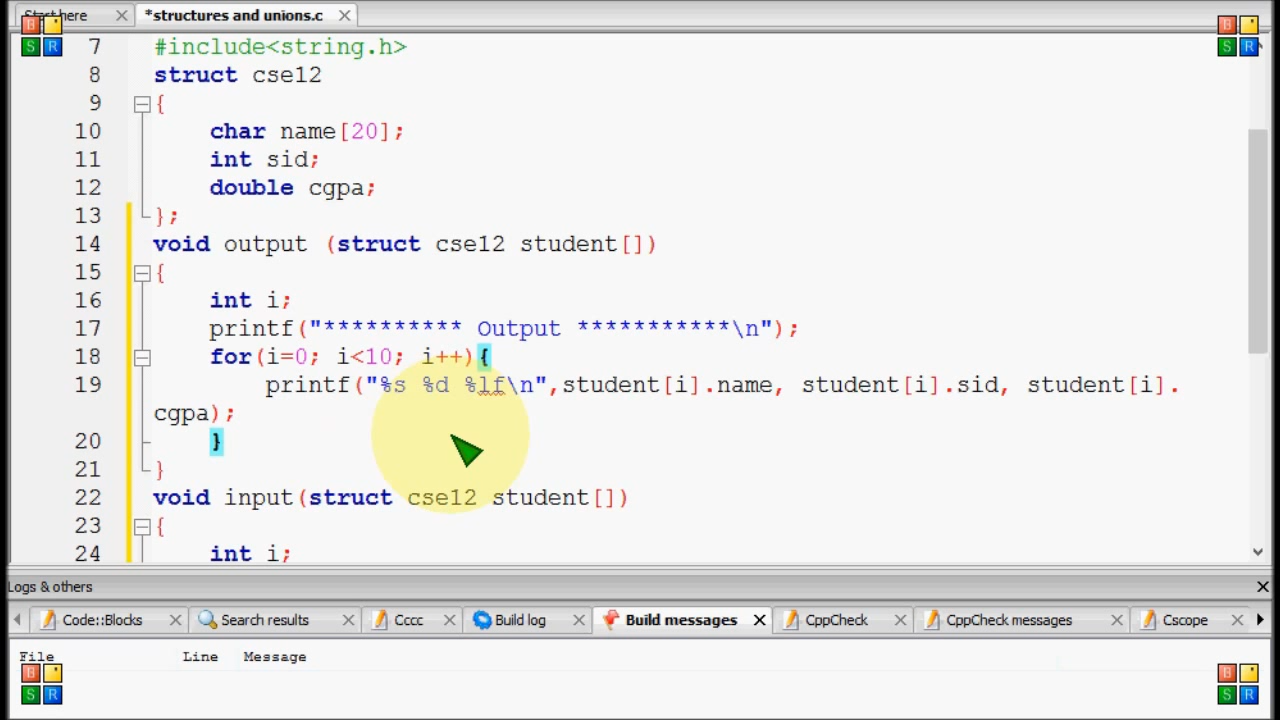 Start here
*structures and unions.c
7 #include<string.h>
8 struct cse12
9 {
10 char name[20];
11 int sid;
12 double cgpa;
13 };
14 void output (struct cse12 student[])
15 {
16 int i;
17 printf("********** Output ***********\n");
18 for(i=0; i<10; i++){
19 printf("%s %d %lf\n",student[i].name, student[i].sid, student[i].
cgpa);
20 }
21 }
22 void input(struct cse12 student[])
23 {
24 int i;
Logs & others
Code::Blocks Search results Cccc Build log Build messages CppCheck CppCheck messages Cscope
File Line Message
B
S R
B
S R
B
S R
B
S R